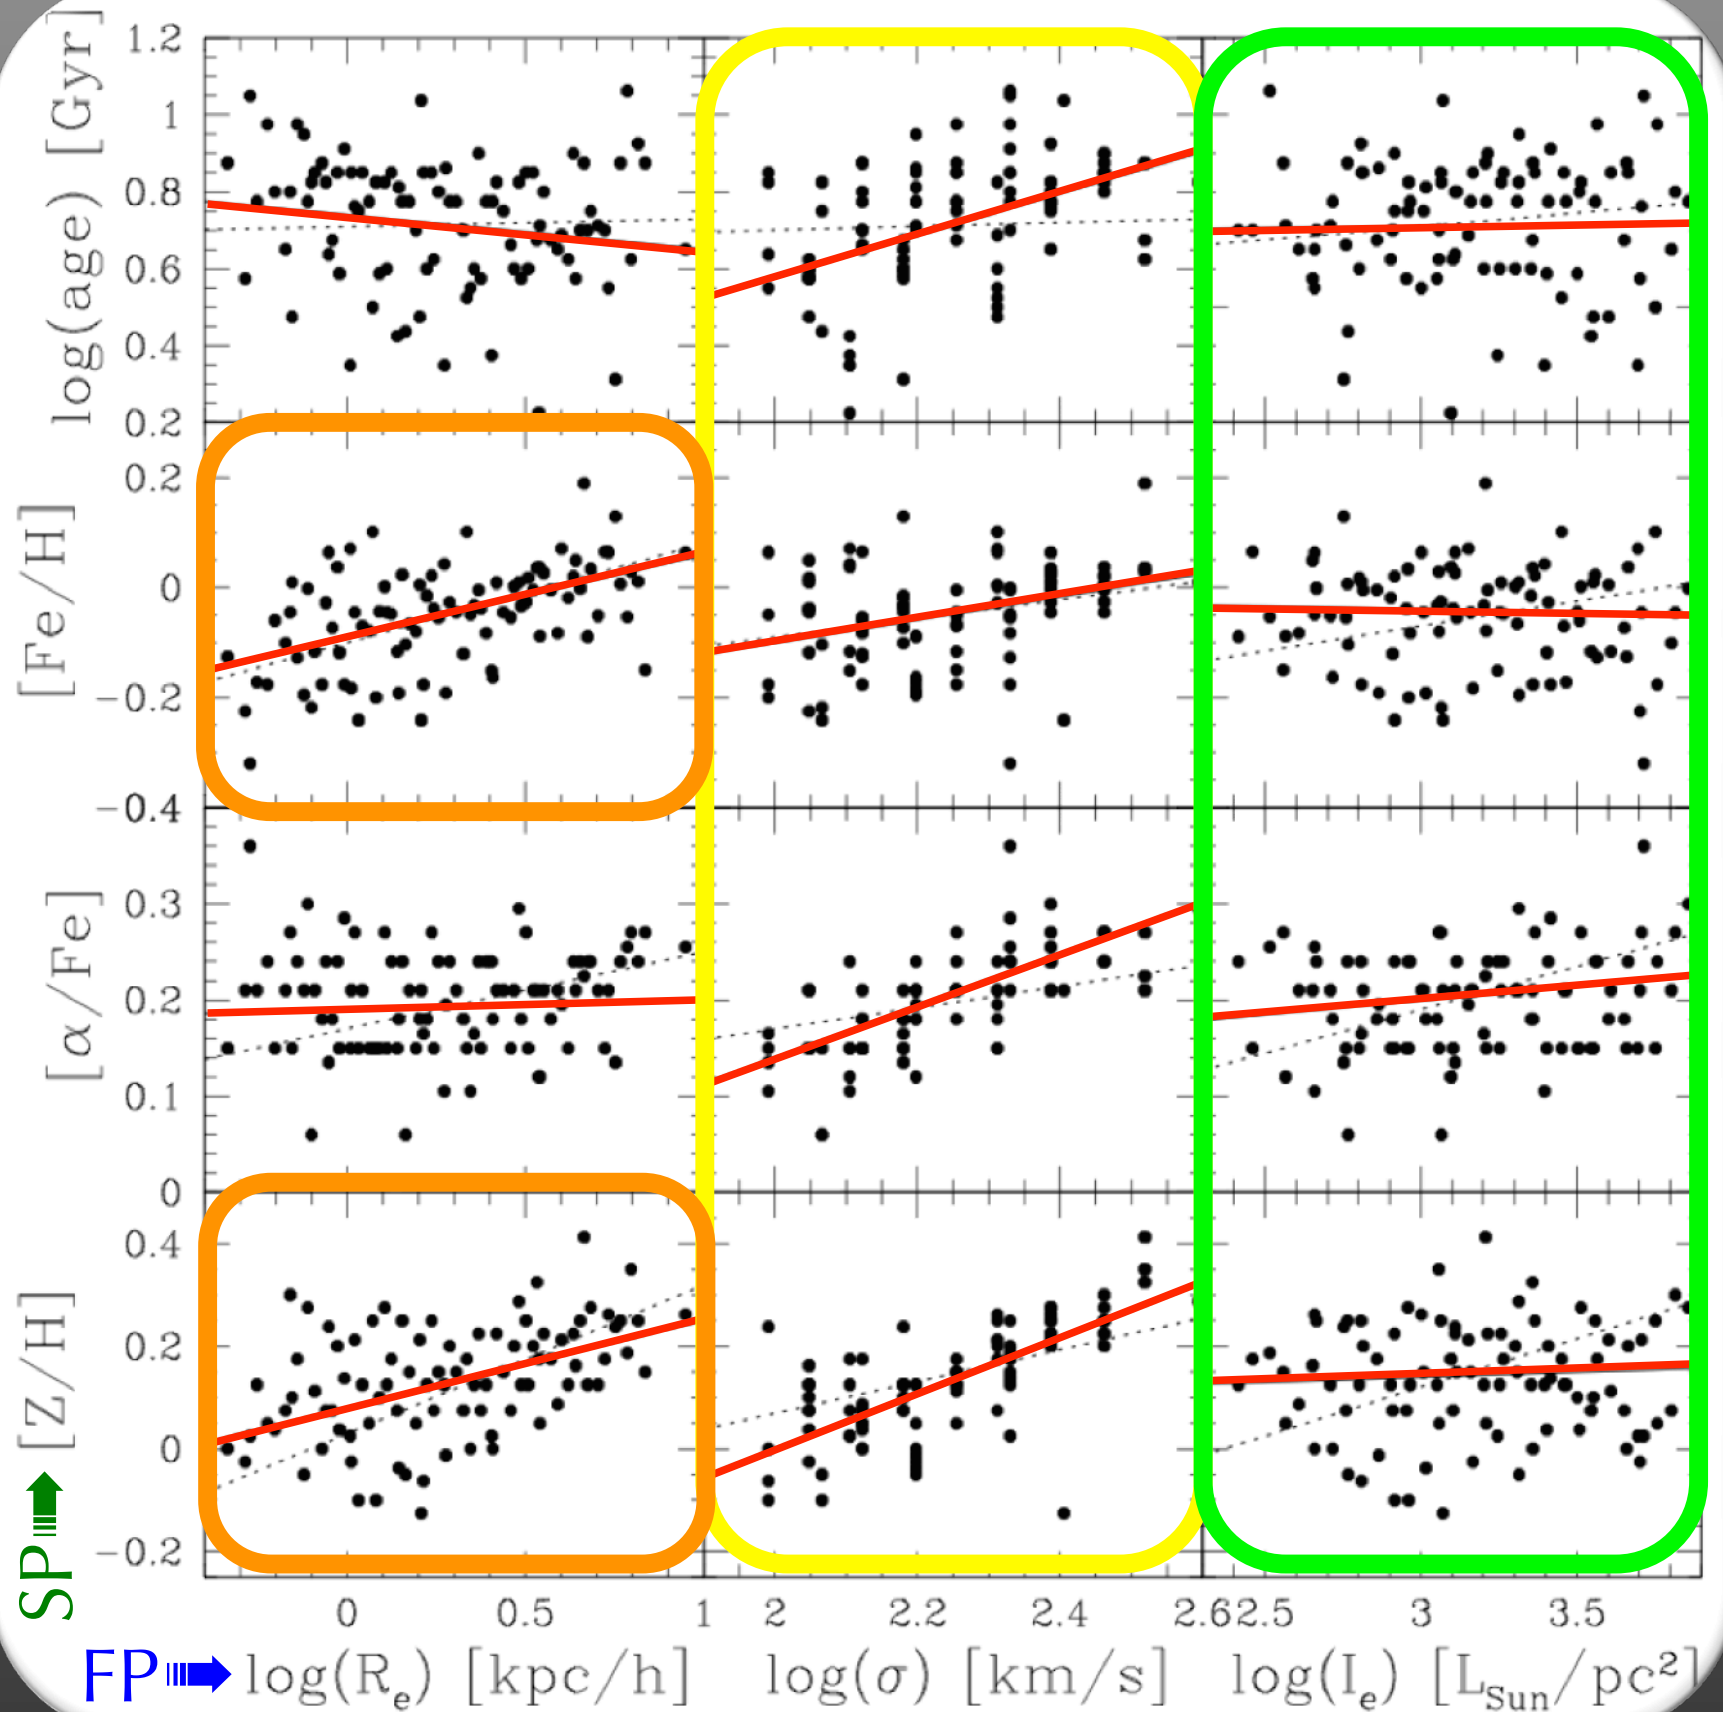 log(age) [Gyr]
1.2
1
0.8
0.6
0.4
0.2
[Fe/H]
0.2
0
−0.2
−0.4
[α/Fe]
0.3
0.2
0.1
0
[Z/H]
0.4
0.2
0
−0.2
SP
0 0.5 1 2 2.2 2.4 2.6 2.5 3 3.5
FP log(Re) [kpc/h] log(σ) [km/s] log(Ie) [LSun/pc²]